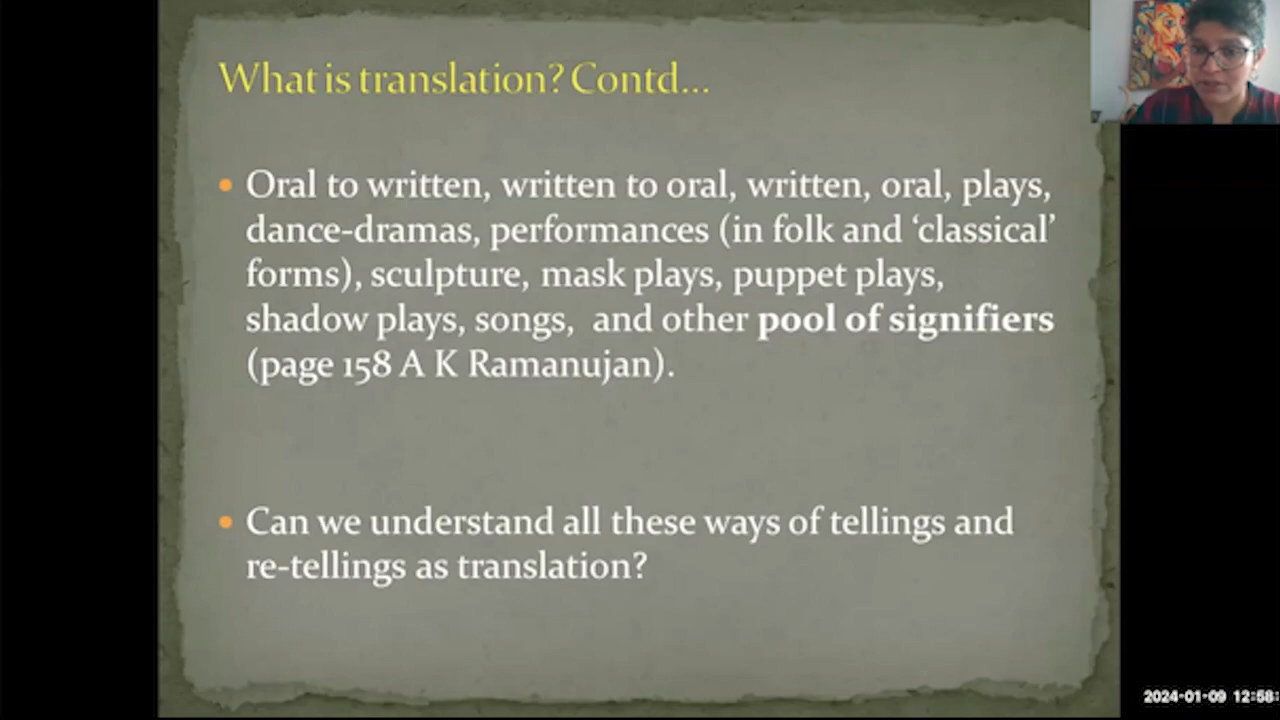 What is translation? Contd...
• Oral to written, written to oral, written, oral, plays,
dance-dramas, performances (in folk and ‘classical’
forms), sculpture, mask plays, puppet plays,
shadow plays, songs,  and other pool of signifiers
(page 158 A K Ramanujan).
• Can we understand all these ways of tellings and
re-tellings as translation?
2024-01-09 12:58: